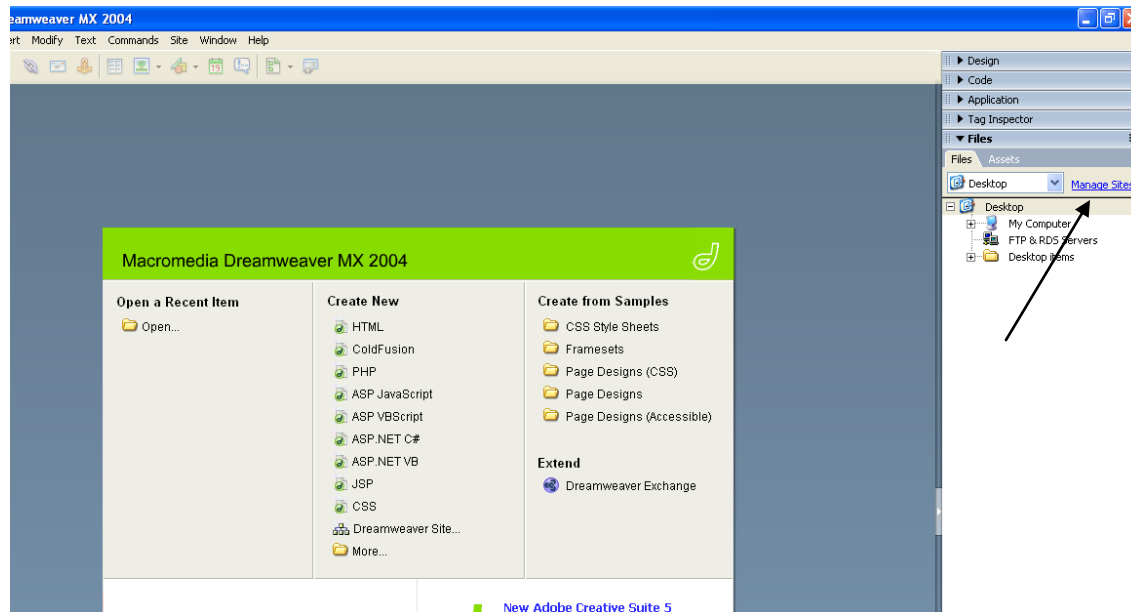 eamweaver MX 2004
ert Modify Text Commands Site Window Help
Design
Code
Application
Tag Inspector
Files
Files Assets
Desktop Manage Sites
Desktop
My Computer
FTP & RDS Servers
Desktop items
Macromedia Dreamweaver MX 2004
Open a Recent Item
Open...
Create New
HTML
ColdFusion
PHP
ASP JavaScript
ASP VBScript
ASP.NET C#
ASP.NET VB
JSP
CSS
Dreamweaver Site...
More...
Create from Samples
CSS Style Sheets
Framesets
Page Designs (CSS)
Page Designs
Page Designs (Accessible)
Extend
Dreamweaver Exchange
New Adobe Creative Suite 5